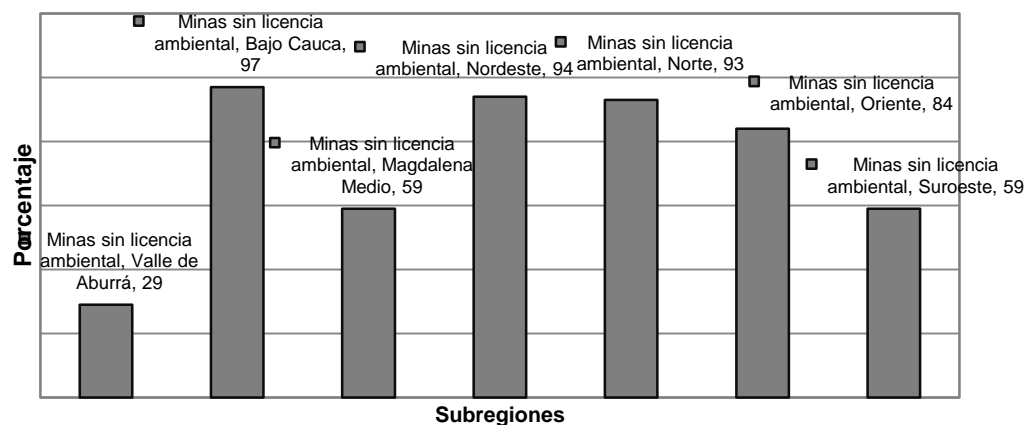 Minas sin licencia
ambiental, Bajo Cauca,
97
Minas sin licencia
ambiental, Nordeste, 94
Minas sin licencia
ambiental, Norte, 93
Minas sin licencia
ambiental, Oriente, 84
Minas sin licencia
ambiental, Magdalena
Medio, 59
Minas sin licencia
ambiental, Suroeste, 59
Minas sin licencia
ambiental, Valle de
Aburrá, 29
Porcentaje
Subregiones